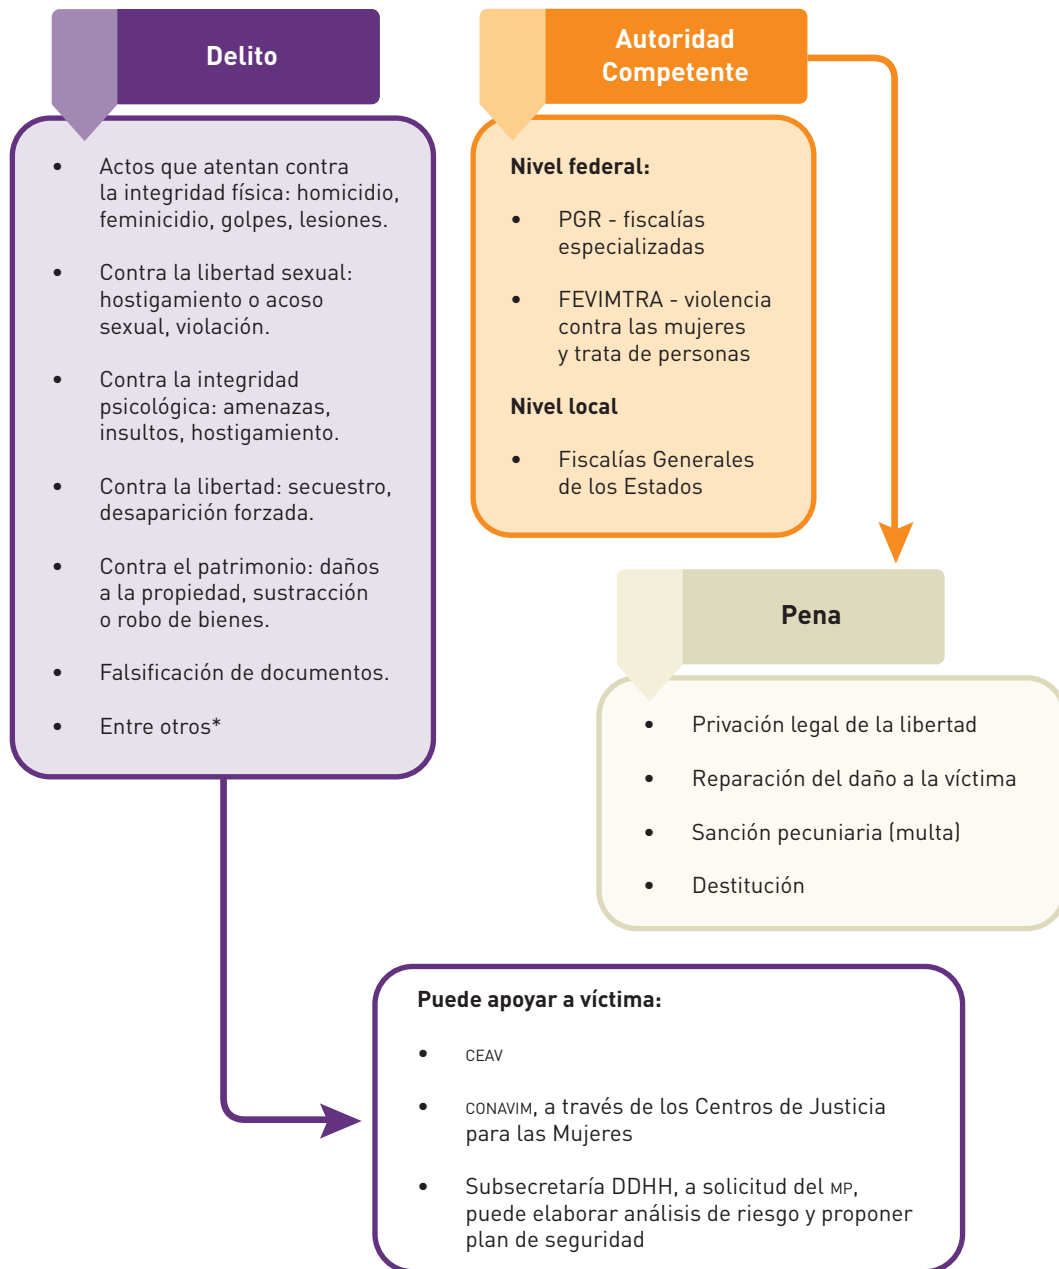 Delito
• Actos que atentan contra
la integridad física: homicidio,
feminicidio, golpes, lesiones.
• Contra la libertad sexual:
hostigamiento o acoso
sexual, violación.
• Contra la integridad
psicológica: amenazas,
insultos, hostigamiento.
• Contra la libertad: secuestro,
desaparición forzada.
• Contra el patrimonio: daños
a la propiedad, sustracción
o robo de bienes.
• Falsificación de documentos.
• Entre otros*
Autoridad
Competente
Nivel federal:
• PGR - fiscalías
especializadas
• FEVIMTRA - violencia
contra las mujeres
y trata de personas
Nivel local
• Fiscalías Generales
de los Estados
Pena
• Privación legal de la libertad
• Reparación del daño a la víctima
• Sanción pecuniaria (multa)
• Destitución
Puede apoyar a víctima:
• CEAV
• CONAVIM, a través de los Centros de Justicia
para las Mujeres
• Subsecretaría DDHH, a solicitud del MP,
puede elaborar análisis de riesgo y proponer
plan de seguridad